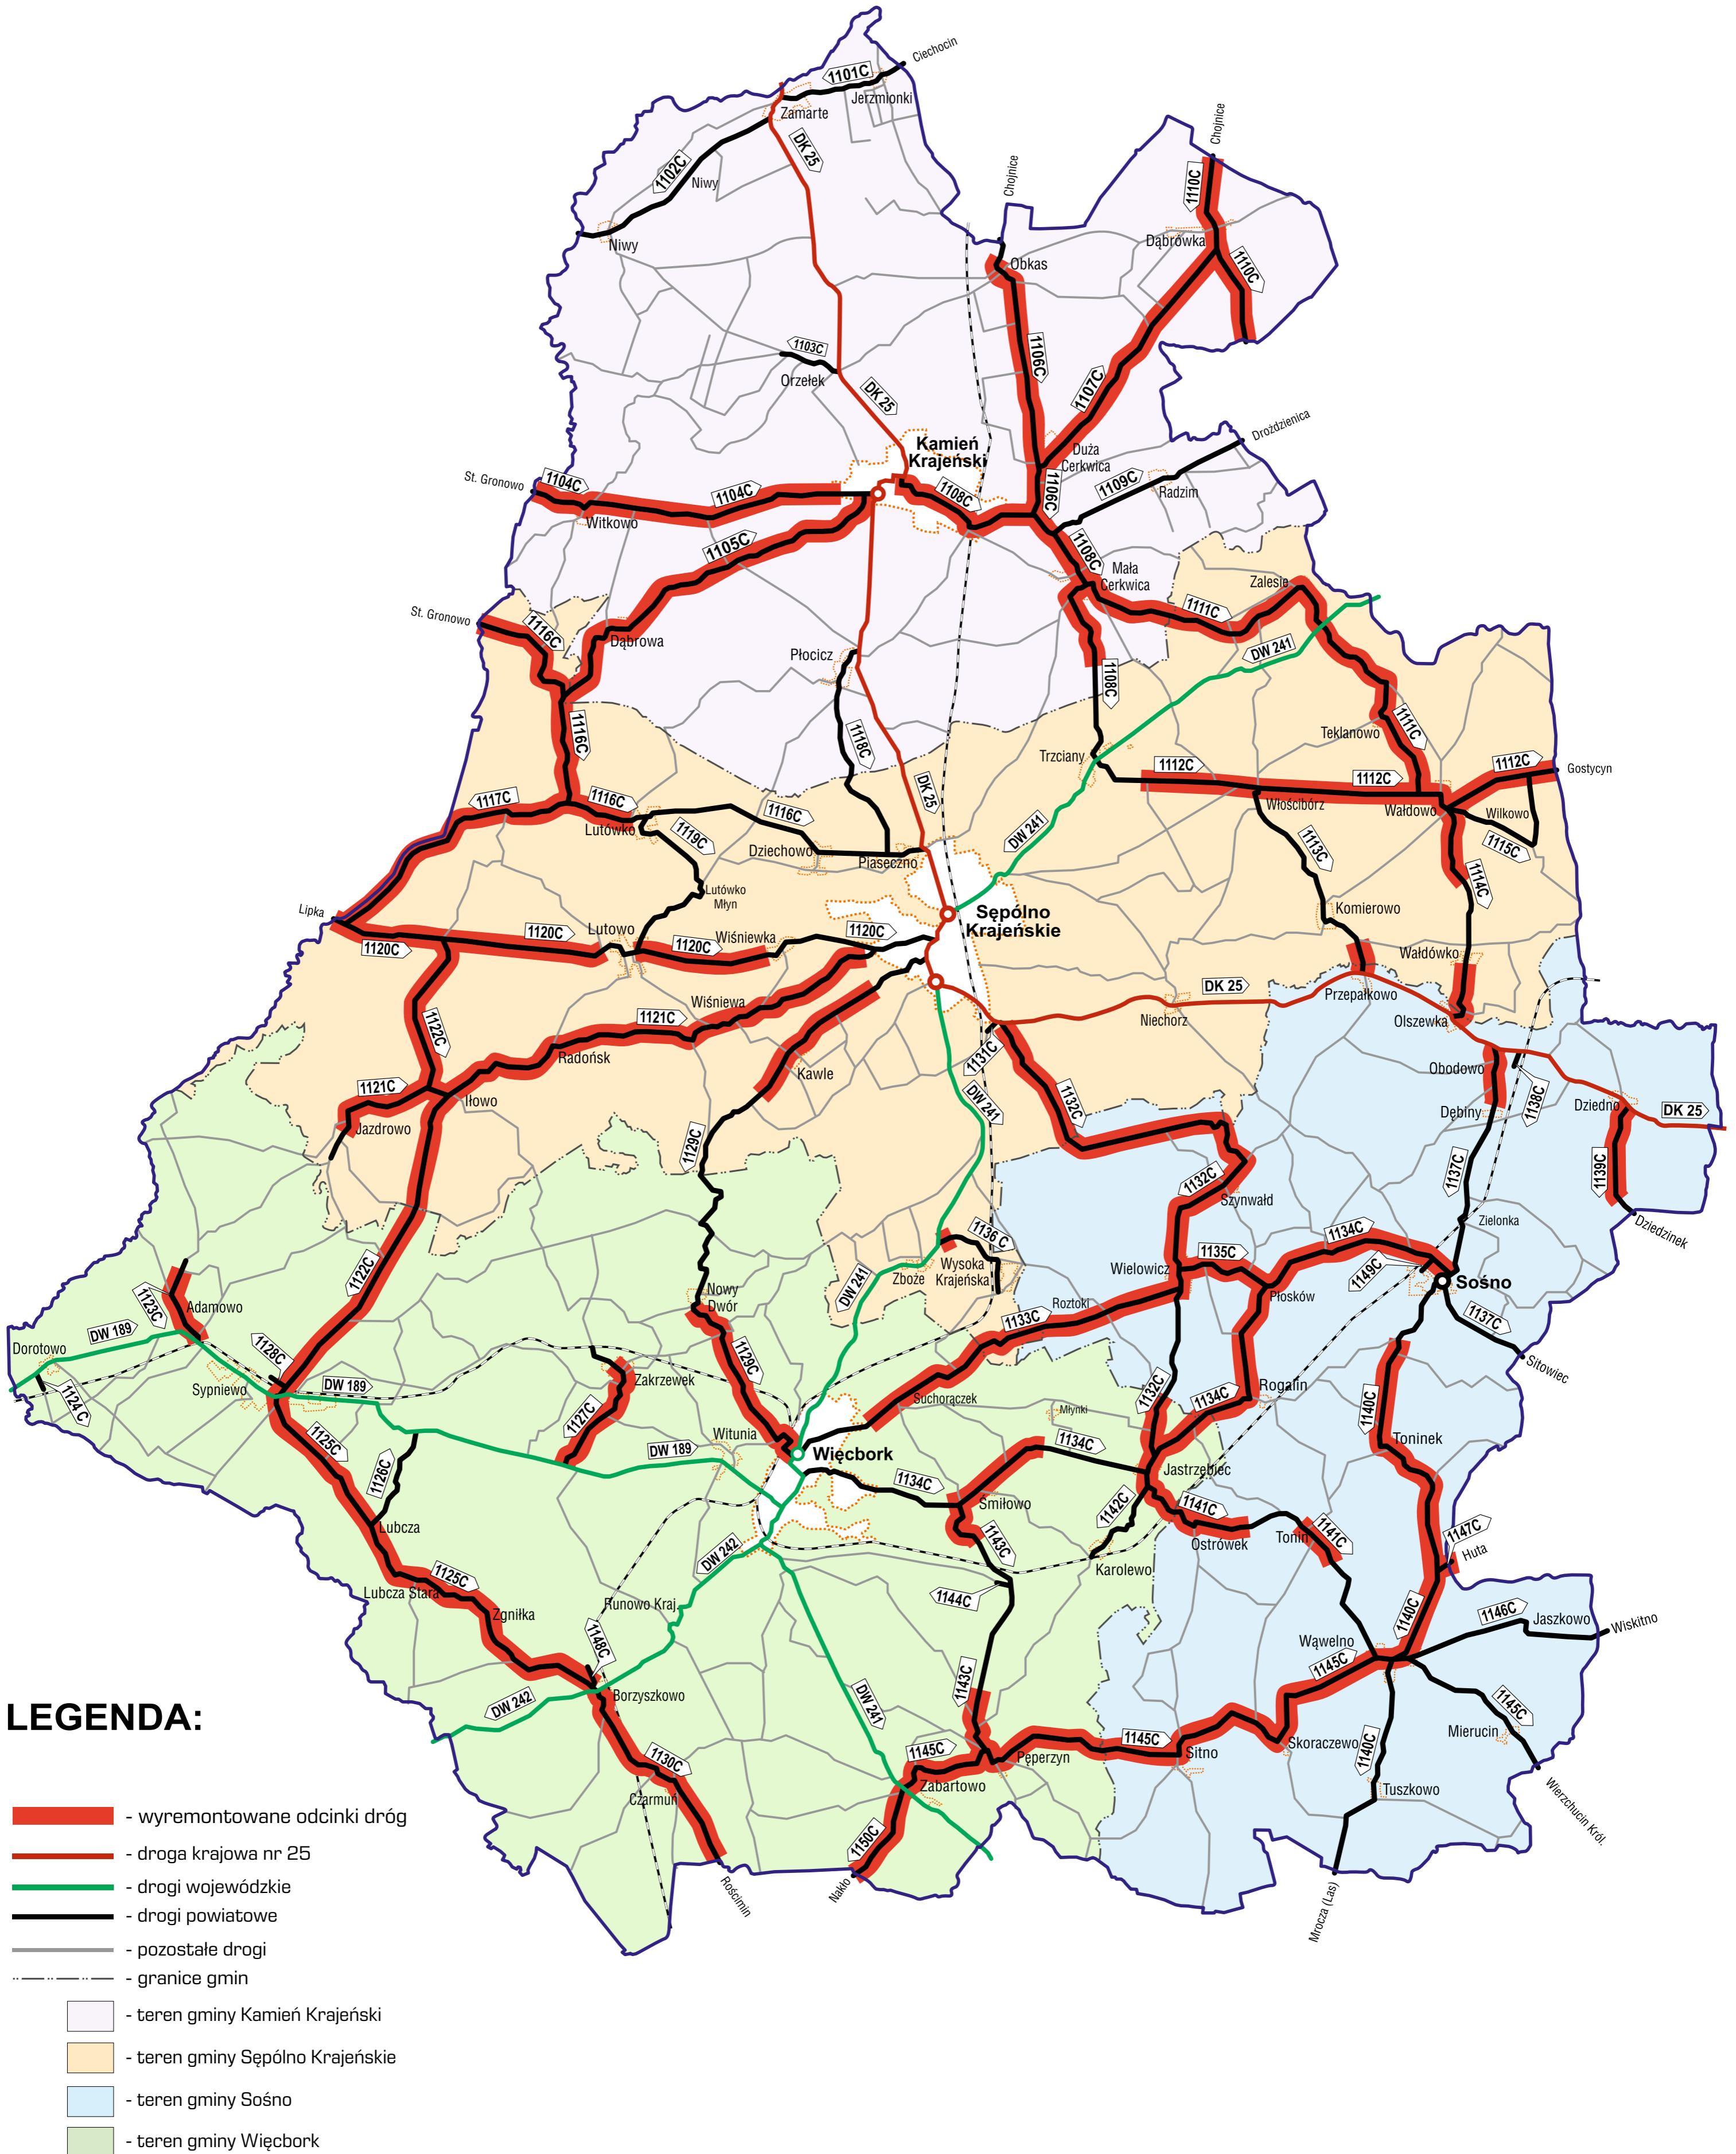 Ciechocin
1101C
Jerzmionki
Zamarte
DK 25
Chojnice
1102C
Niwy
Chojnice
1110C
Niwy
Dąbrówka
Obkas
1110C
1103C
1106C
Orzełek
1107C
DK 25
Drożdzienica
Kamień
Krajeński
Duża
Cerkwica
St. Gronowo
1104C
1104C
1108C
1106C
1109C
Radzim
Witkowo
1105C
1108C
Mała
Cerkwica
Zalesie
St. Gronowo
1116C
1111C
Dąbrowa
Płocicz
DW 241
1108C
1116C
1118C
1111C
Teklanowo
Trzciany
1112C
1112C
1112C
Gostycyn
DK 25
1117C
1116C
1116C
Włościbórz
Wałdowo
Wilkowo
Lutówko
1119C
DW 241
Dziechowo
Piaseczno
1113C
1115C
1114C
Lutówko
Młyn
Lipka
Sępólno
Krajeńskie
Komierowo
1120C
1120C
Lutowo
1120C
Wiśniewka
1120C
Wałdówko
Wiśniewa
DK 25
Przepałkowo
1122C
1121C
Niechorz
Olszewka
Radońsk
1131C
Kawle
Obodowo
1121C
Iłowo
DW 241
1132C
1138C
Dębiny
Dziedno
DK 25
Jazdrowo
1129C
1137C
1139C
1132C
Szynwałd
Zielonka
Dziedzinek
1136 C
1134C
Wysoka
Krajeńska
Zboże
Wielowicz
1135C
1149C
Sośno
1122C
DW 241
Płosków
1123C
Adamowo
Nowy
Dwór
Roztoki
1133C
1137C
DW 189
Dorotowo
1128C
1129C
Sitowiec
1124 C
Sypniewo
DW 189
Zakrzewek
Suchorączek
Rogalin
1132C
1134C
1140C
1127C
Młynki
1125C
Witunia
DW 189
Więcbork
1134C
Toninek
1126C
1134C
Jastrzębiec
Śmiłowo
1142C
1141C
Lubcza
1143C
Tonin
1141C
1147C
Ostrówek
Huta
DW 242
Karolewo
1125C
Lubcza Stara
1144C
1140C
1146C
Zgniłka
Runowo Kraj.
Jaszkowo
Wiskitno
1148C
Wąwelno
1145C
1143C
Borzyszkowo
DW 242
DW 241
1145C
LEGENDA:
Mierucin
1145C
1145C
Skoraczewo
1140C
1130C
Pęperzyn
Sitno
Zabartowo
Tuszkowo
Wierzchucin Król.
Czarmuń
- wyremontowane odcinki dróg
1150C
- droga krajowa nr 25
Rościmin
Nakło
- drogi wojewódzkie
Mrocza (Las)
- drogi powiatowe
- pozostałe drogi
- granice gmin
- teren gminy Kamień Krajeński
- teren gminy Sępólno Krajeńskie
- teren gminy Sośno
- teren gminy Więcbork